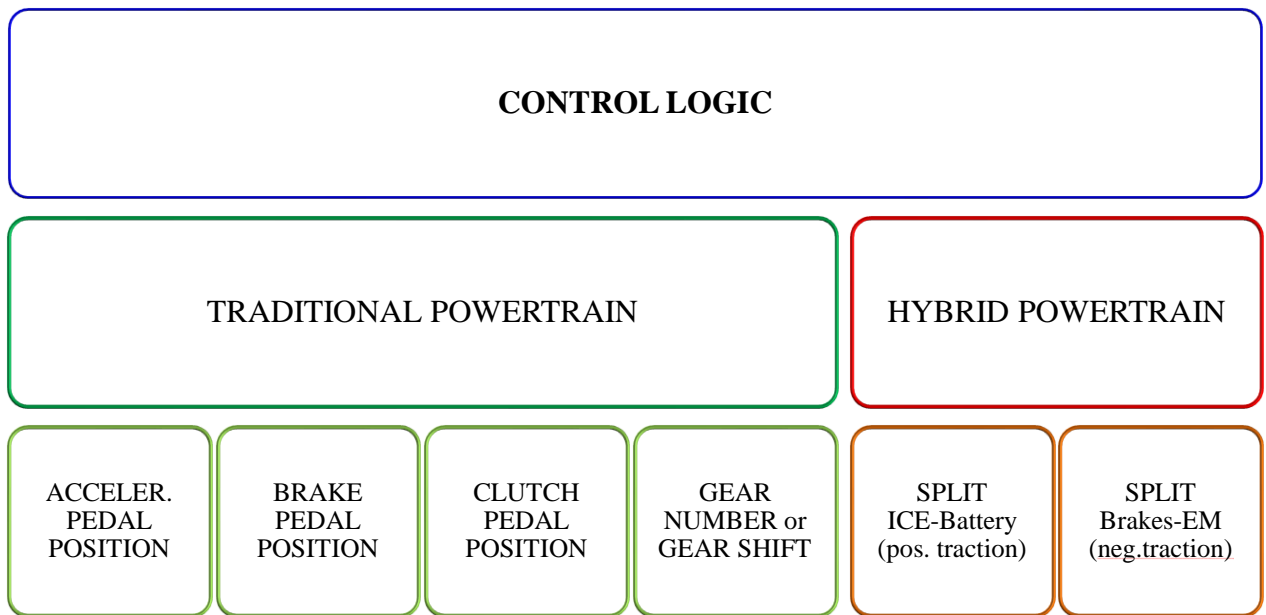 CONTROL LOGIC
TRADITIONAL POWERTRAIN
HYBRID POWERTRAIN
ACCELER.
PEDAL
POSITION
BRAKE
PEDAL
POSITION
CLUTCH
PEDAL
POSITION
GEAR
NUMBER or
GEAR SHIFT
SPLIT
ICE-Battery
(pos. traction)
SPLIT
Brakes-EM
(neg.traction)